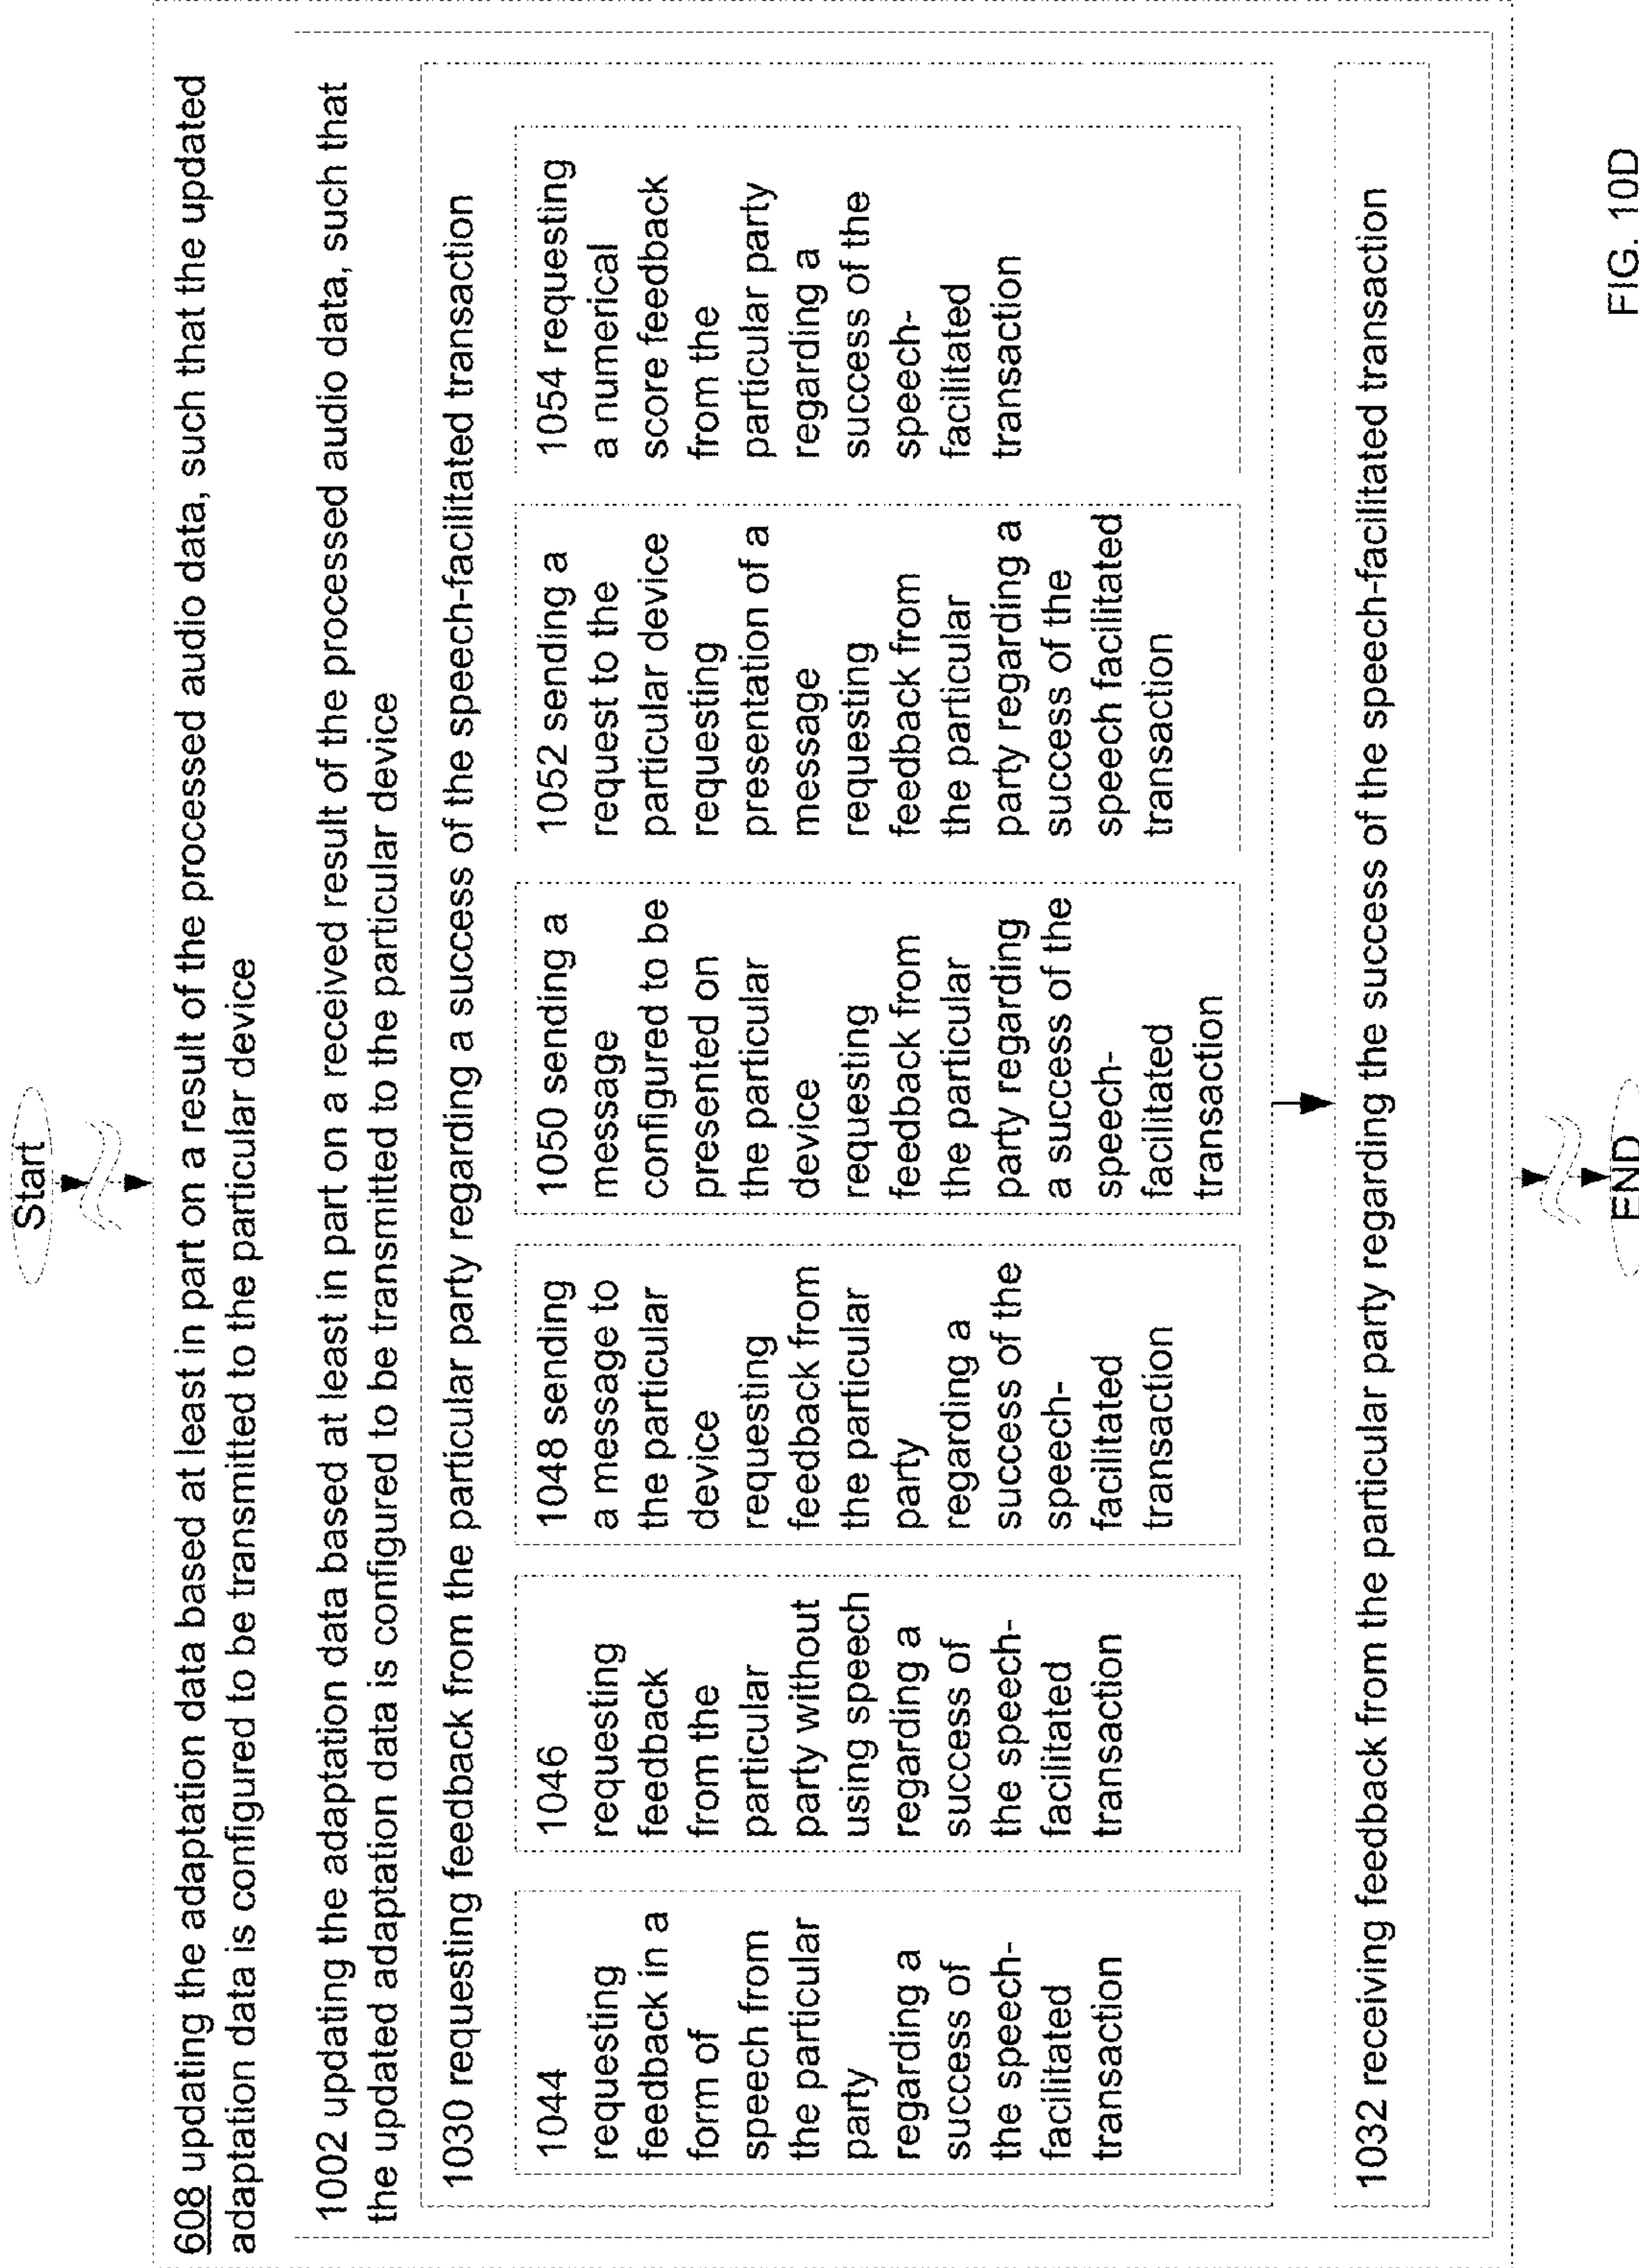 Start
608 updating the adaptation data based at least in part on a result of the processed audio data, such that the updated
adaptation data is configured to be transmitted to the particular device
1002 updating the adaptation data based at least in part on a received result of the processed audio data, such that
the updated adaptation data is configured to be transmitted to the particular device
1030 requesting feedback from the particular party regarding a success of the speech-facilitated transaction
1044
requesting
feedback in a
form of
speech from
the particular
party
regarding a
success of
the speech-
facilitated
transaction
1046
requesting
feedback
from the
particular
party without
using speech
regarding a
success of
the speech-
facilitated
transaction
1048 sending
a message to
the particular
device
requesting
feedback from
the particular
party
regarding a
success of the
speech-
facilitated
transaction
1050 sending a
message
configured to be
presented on
the particular
device
requesting
feedback from
the particular
party regarding
a success of the
speech-
facilitated
transaction
1052 sending a
request to the
particular device
requesting
presentation of a
message
requesting
feedback from
the particular
party regarding a
success of the
speech facilitated
transaction
1054 requesting
a numerical
score feedback
from the
particular party
regarding a
success of the
speech-
facilitated
transaction
1032 receiving feedback from the particular party regarding the success of the speech-facilitated transaction
END
FIG. 10D